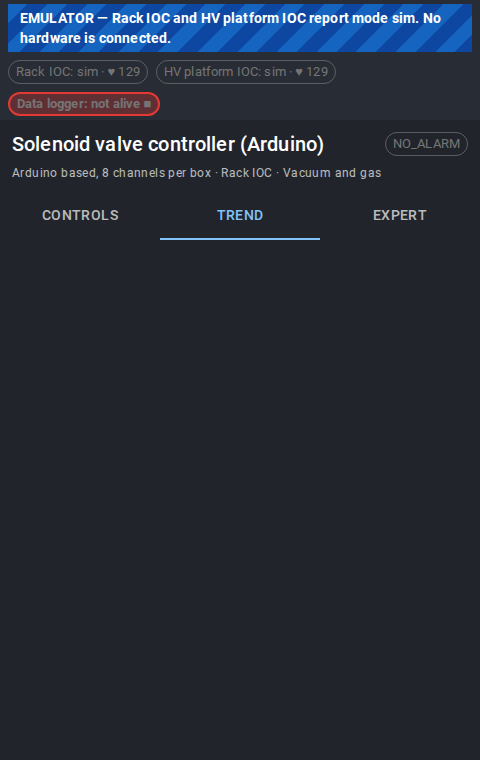 EMULATOR — Rack IOC and HV platform IOC report mode sim. No
hardware is connected.
Rack IOC: sim · ♥ 129
HV platform IOC: sim · ♥ 129
Data logger: not alive ■
Solenoid valve controller (Arduino)
NO_ALARM
Arduino based, 8 channels per box · Rack IOC · Vacuum and gas
CONTROLS
TREND
EXPERT